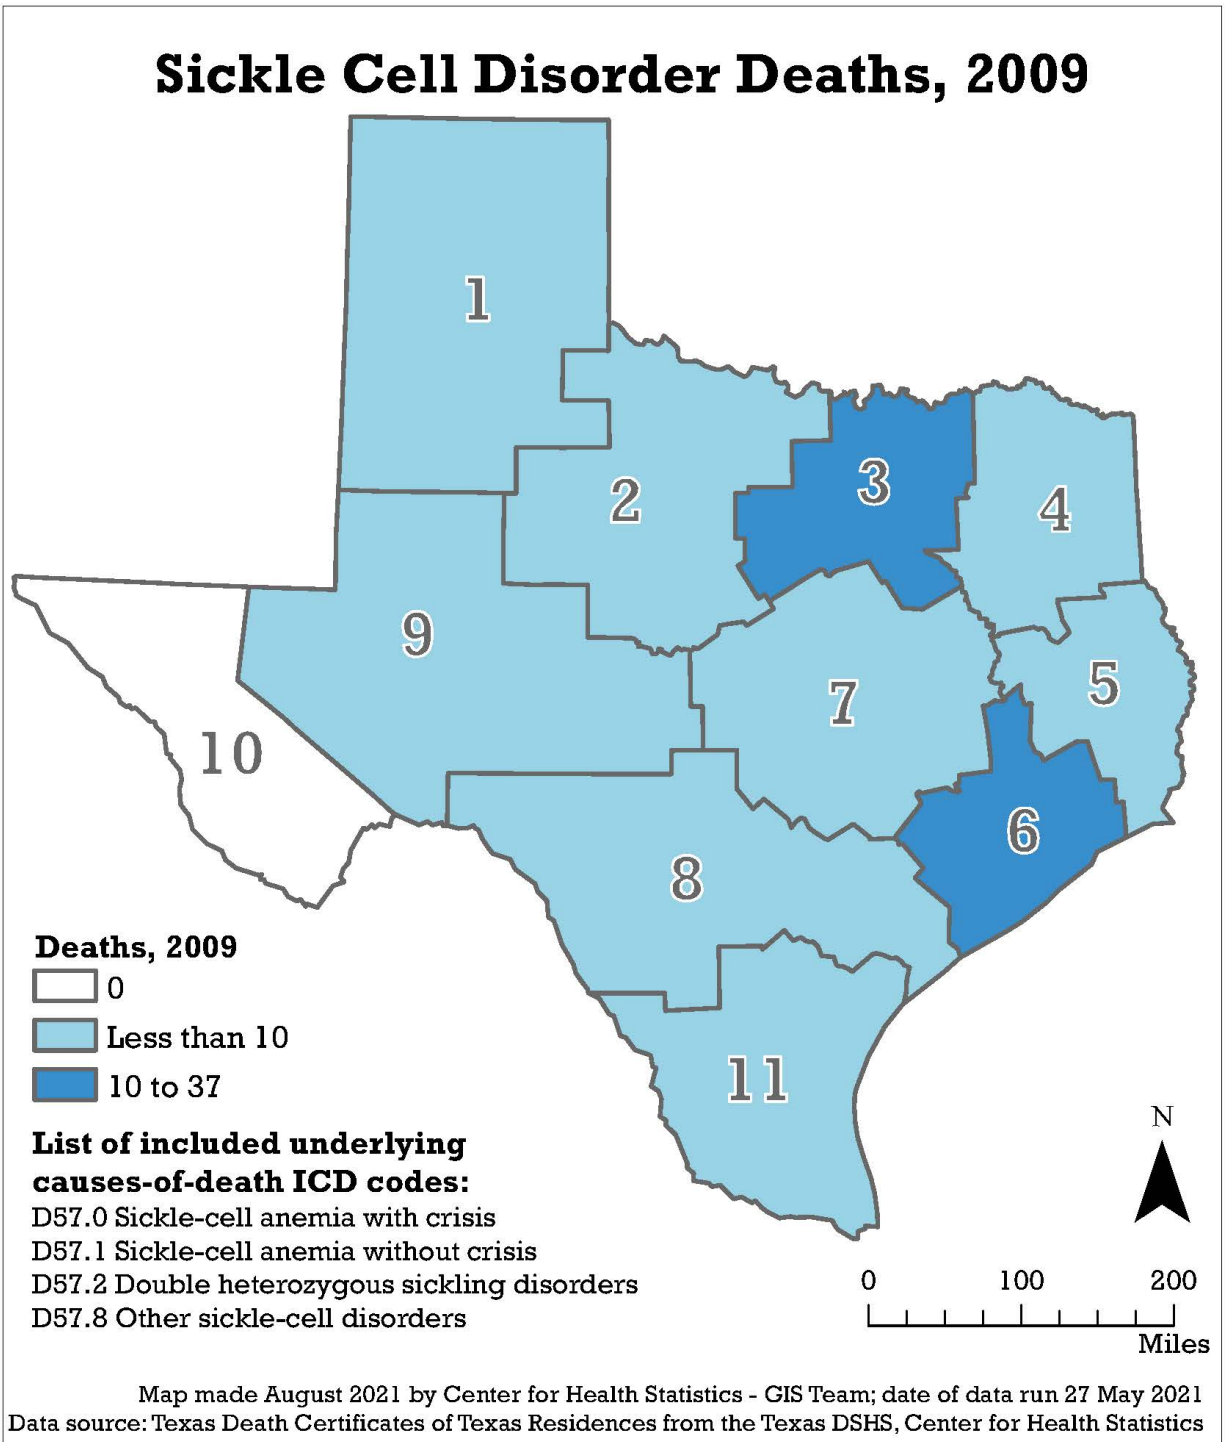 Sickle Cell Disorder Deaths, 2009
1
2
3
4
9
5
7
10
6
8
11
Deaths, 2009
0
Less than 10
10 to 37
List of included underlying
causes-of-death ICD codes:
D57.0 Sickle-cell anemia with crisis
D57.1 Sickle-cell anemia without crisis
D57.2 Double heterozygous sickling disorders
D57.8 Other sickle-cell disorders
N
0 100 200
Miles
Map made August 2021 by Center for Health Statistics - GIS Team; date of data run 27 May 2021
Data source: Texas Death Certificates of Texas Residences from the Texas DSHS, Center for Health Statistics